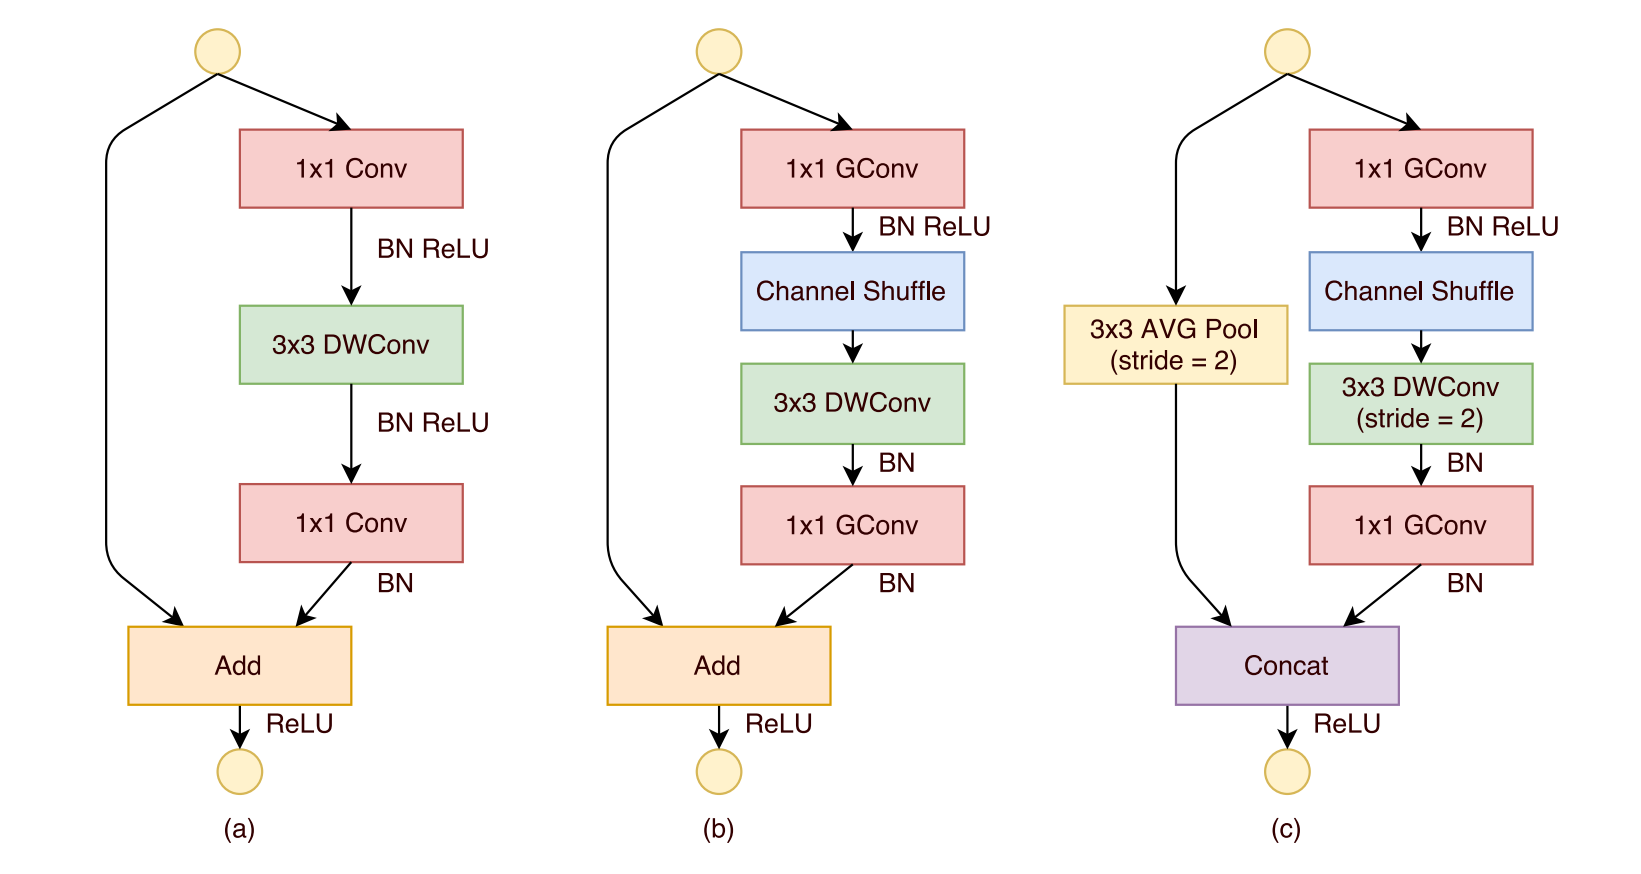 1x1 Conv
BN ReLU
3x3 DWConv
BN ReLU
1x1 Conv
BN
Add
ReLU
(a)
1x1 GConv
BN ReLU
Channel Shuffle
3x3 DWConv
BN
1x1 GConv
BN
Add
ReLU
(b)
1x1 GConv
BN ReLU
Channel Shuffle
3x3 AVG Pool
(stride = 2)
3x3 DWConv
(stride = 2)
BN
1x1 GConv
BN
Concat
ReLU
(c)